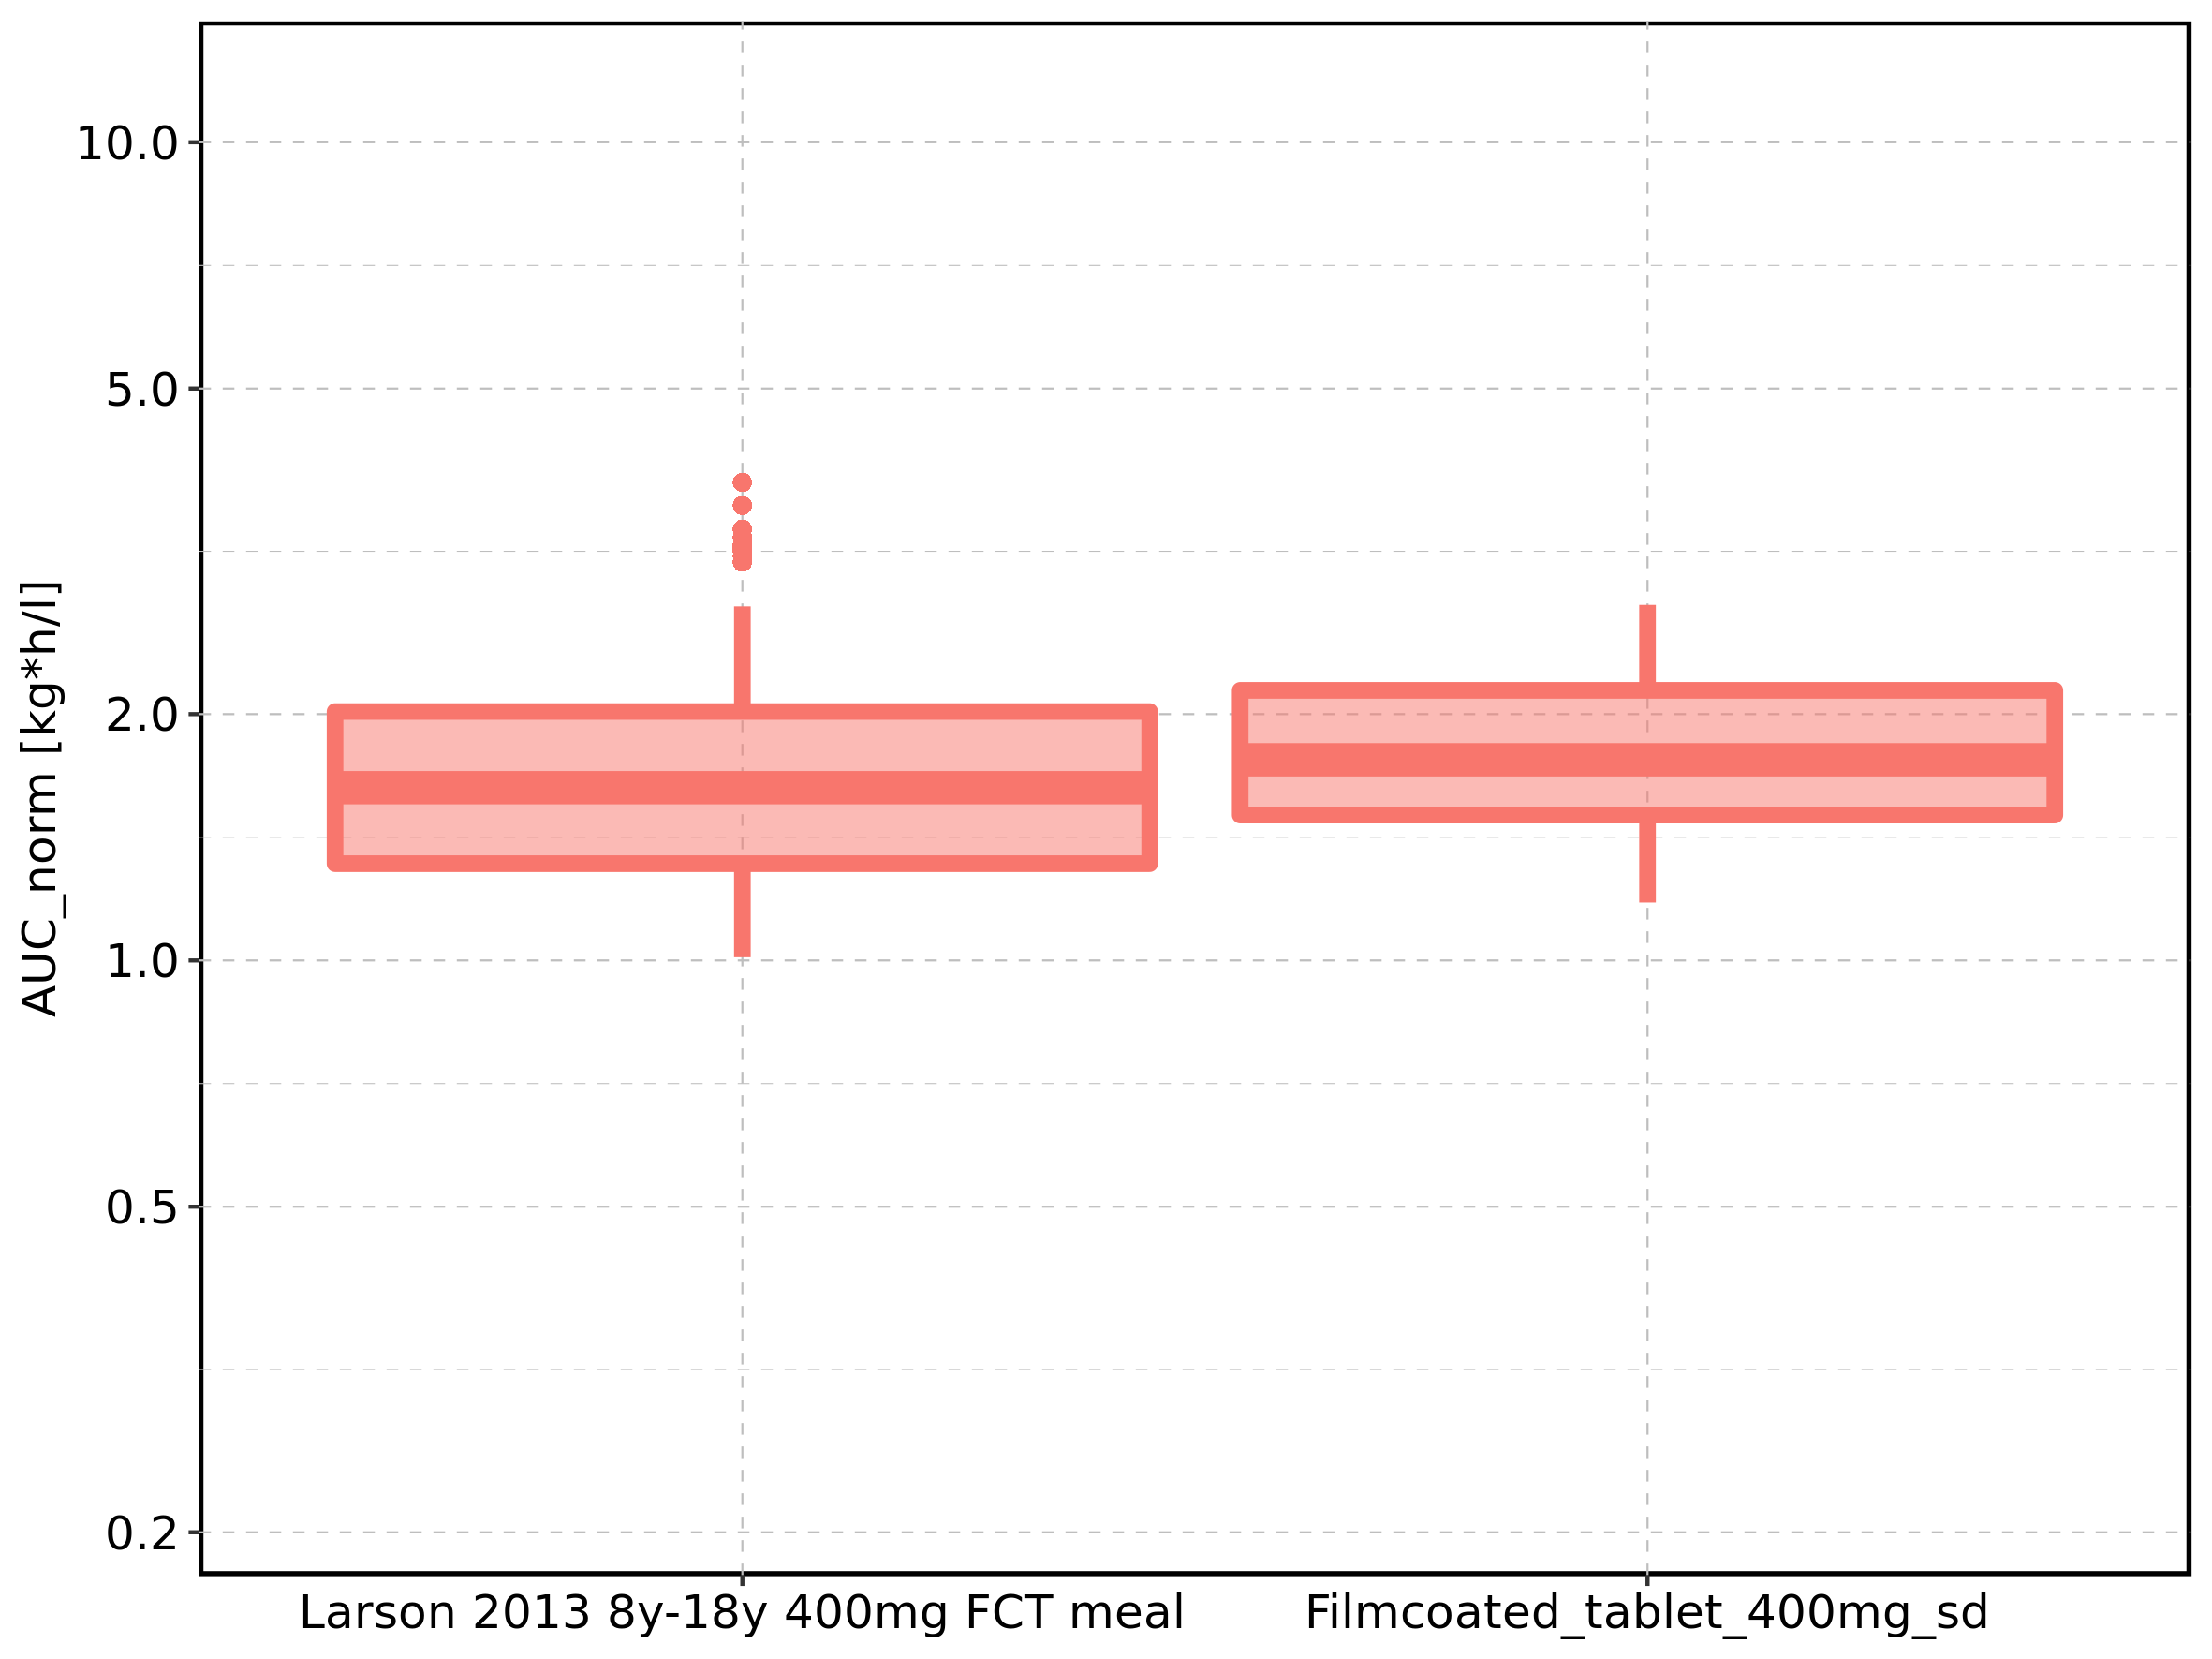 AUC_norm [kg*h/l]
10.0
5.0
2.0
1.0
0.5
0.2
Larson 2013 8y-18y 400mg FCT meal
Filmcoated_tablet_400mg_sd